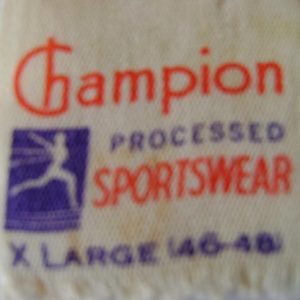 Champion
PROCESSED
SPORTSWEAR
X LARGE (46-48)